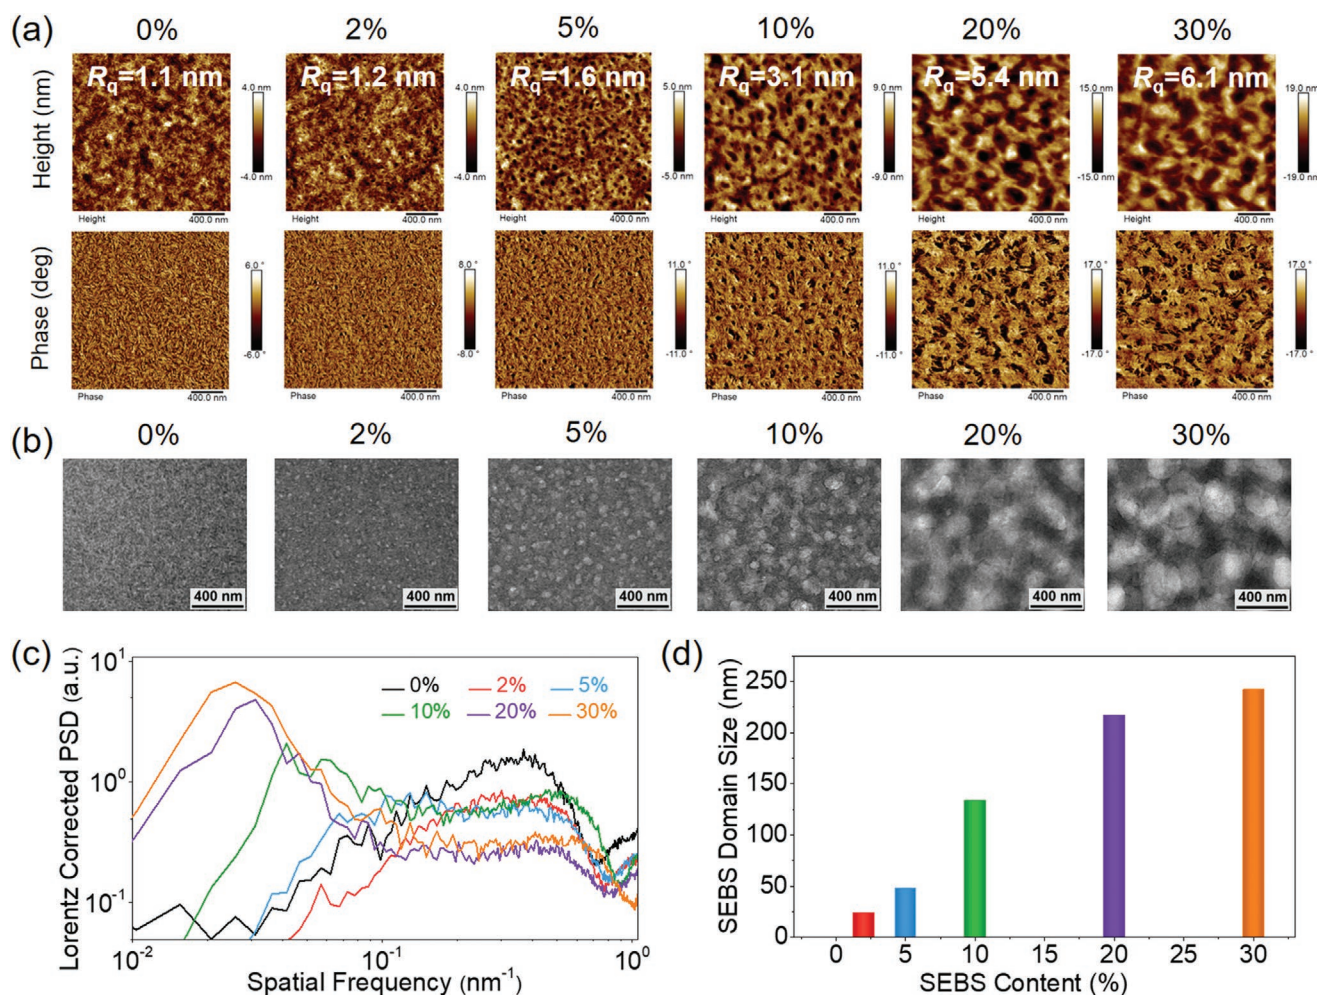 (a)
0% 2% 5% 10% 20% 30%
Height (nm)
Rq=1.1 nm Rq=1.2 nm Rq=1.6 nm Rq=3.1 nm Rq=5.4 nm Rq=6.1 nm
4.0 nm 4.0 nm 5.0 nm 9.0 nm 15.0 nm 19.0 nm
-4.0 nm -4.0 nm -5.0 nm -9.0 nm -15.0 nm -19.0 nm
Height 400.0 nm Height 400.0 nm Height 400.0 nm Height 400.0 nm Height 400.0 nm Height 400.0 nm
Phase (deg)
6.0 ° 8.0 ° 11.0 ° 11.0 ° 17.0 ° 17.0 °
-6.0 ° -8.0 ° -11.0 ° -11.0 ° -17.0 ° -17.0 °
Phase 400.0 nm Phase 400.0 nm Phase 400.0 nm Phase 400.0 nm Phase 400.0 nm Phase 400.0 nm
(b)
0% 2% 5% 10% 20% 30%
400 nm 400 nm 400 nm 400 nm 400 nm 400 nm
(c)
Lorentz Corrected PSD (a.u.)
10¹
10⁰
10⁻¹
0% 2% 5%
10% 20% 30%
10⁻² 10⁻¹ 10⁰
Spatial Frequency (nm⁻¹)
(d)
SEBS Domain Size (nm)
250
200
150
100
50
0
0 5 10 15 20 25 30
SEBS Content (%)